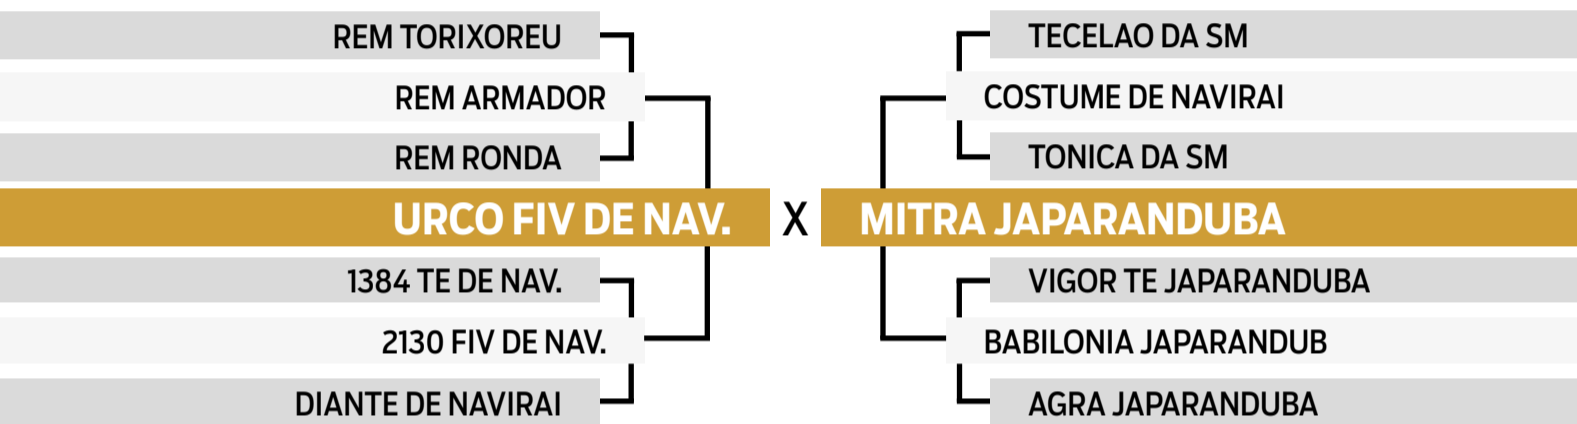 REM TORIXOREU
REM ARMADOR
REM RONDA
URCO FIV DE NAV.
1384 TE DE NAV.
2130 FIV DE NAV.
DIANTE DE NAVIRAI
X
TECELAO DA SM
COSTUME DE NAVIRAI
TONICA DA SM
MITRA JAPARANDUBA
VIGOR TE JAPARANDUBA
BABILONIA JAPARANDUB
AGRA JAPARANDUBA